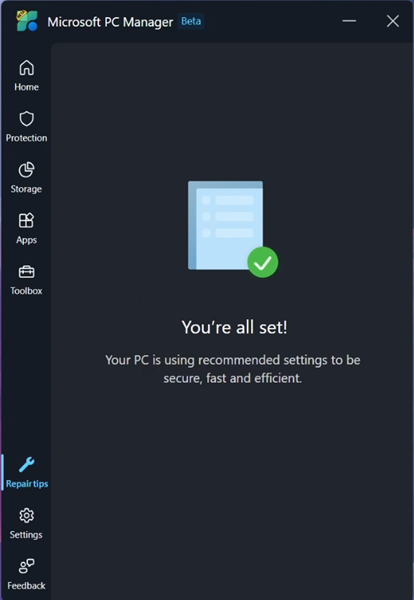 Microsoft PC Manager Beta
Home
Protection
Storage
Apps
Toolbox
You're all set!
Your PC is using recommended settings to be
secure, fast and efficient.
Repair tips
Settings
Feedback